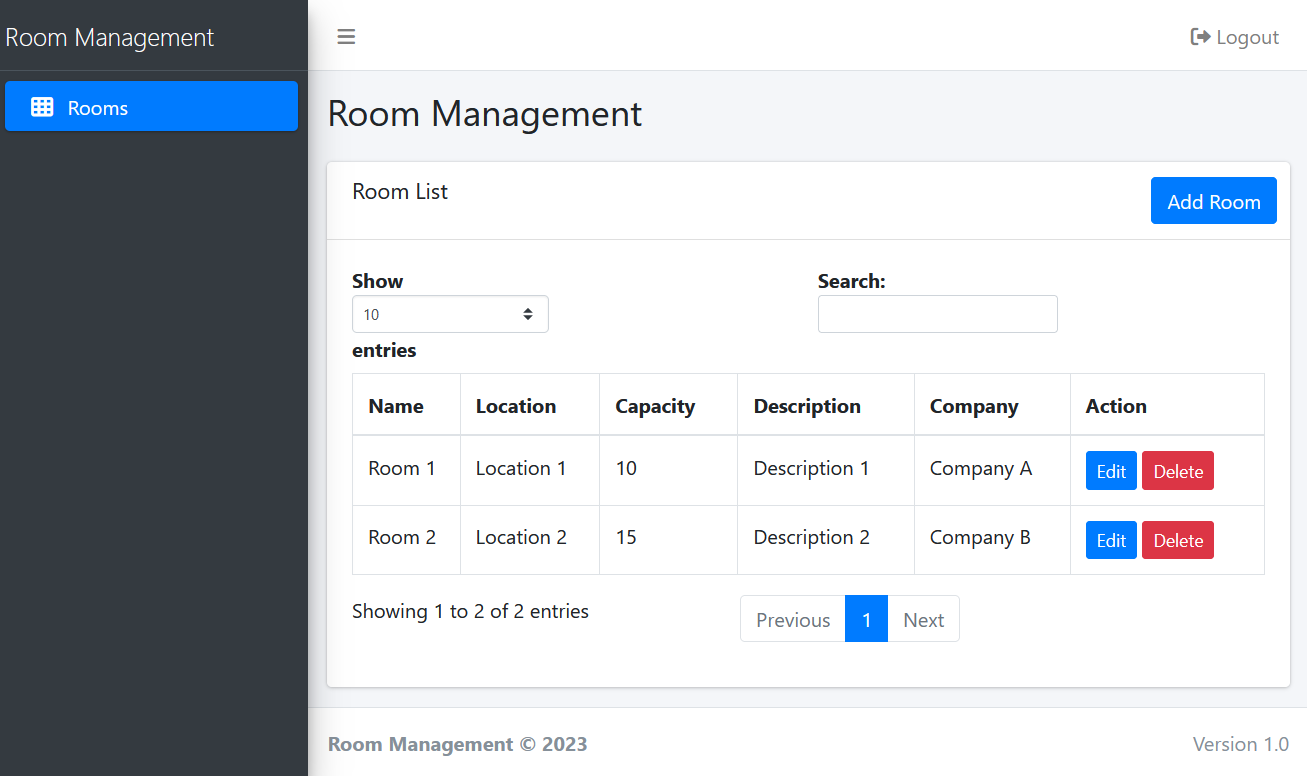 Room Management
Logout
Rooms
Room Management
Room List
Add Room
Show
Search:
10
entries
Name Location Capacity Description Company Action
Room 1 Location 1 10 Description 1 Company A Edit Delete
Room 2 Location 2 15 Description 2 Company B Edit Delete
Showing 1 to 2 of 2 entries
Previous 1 Next
Room Management © 2023
Version 1.0